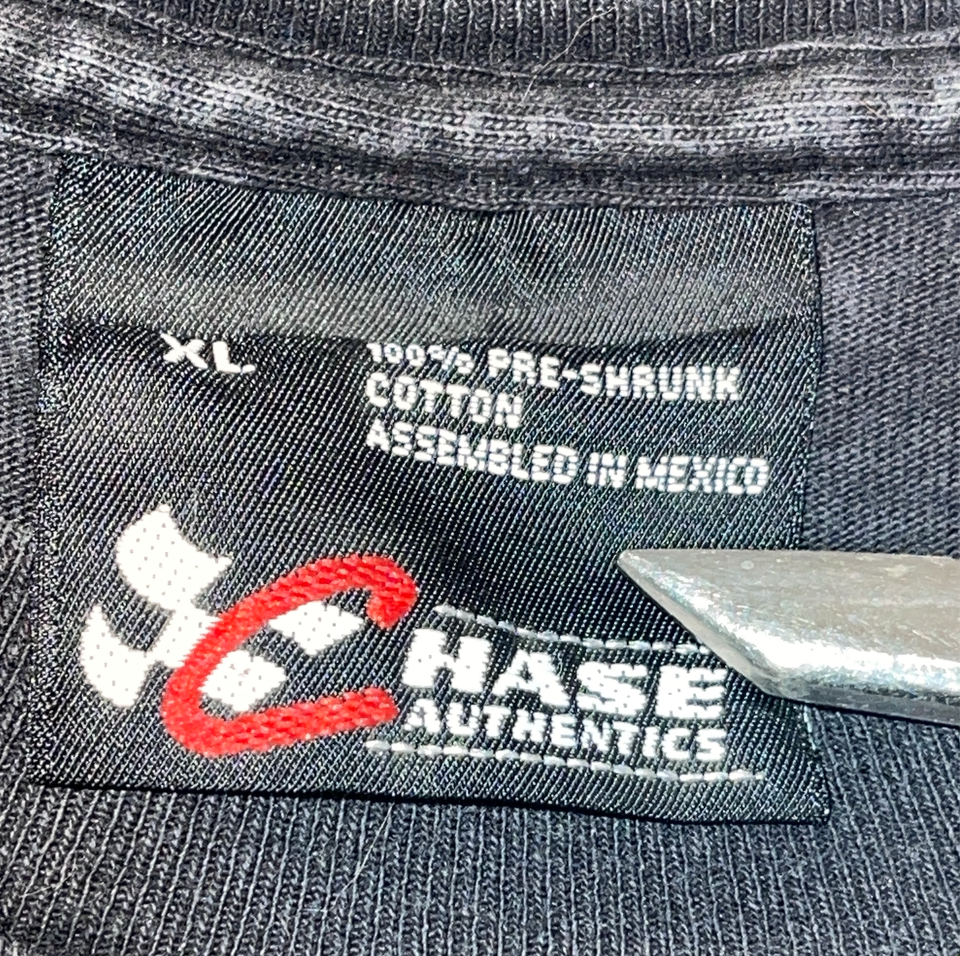 XL.
100% PRE-SHRUNK
COTTON
ASSEMBLED IN MEXICO
CHASE
AUTHENTICS